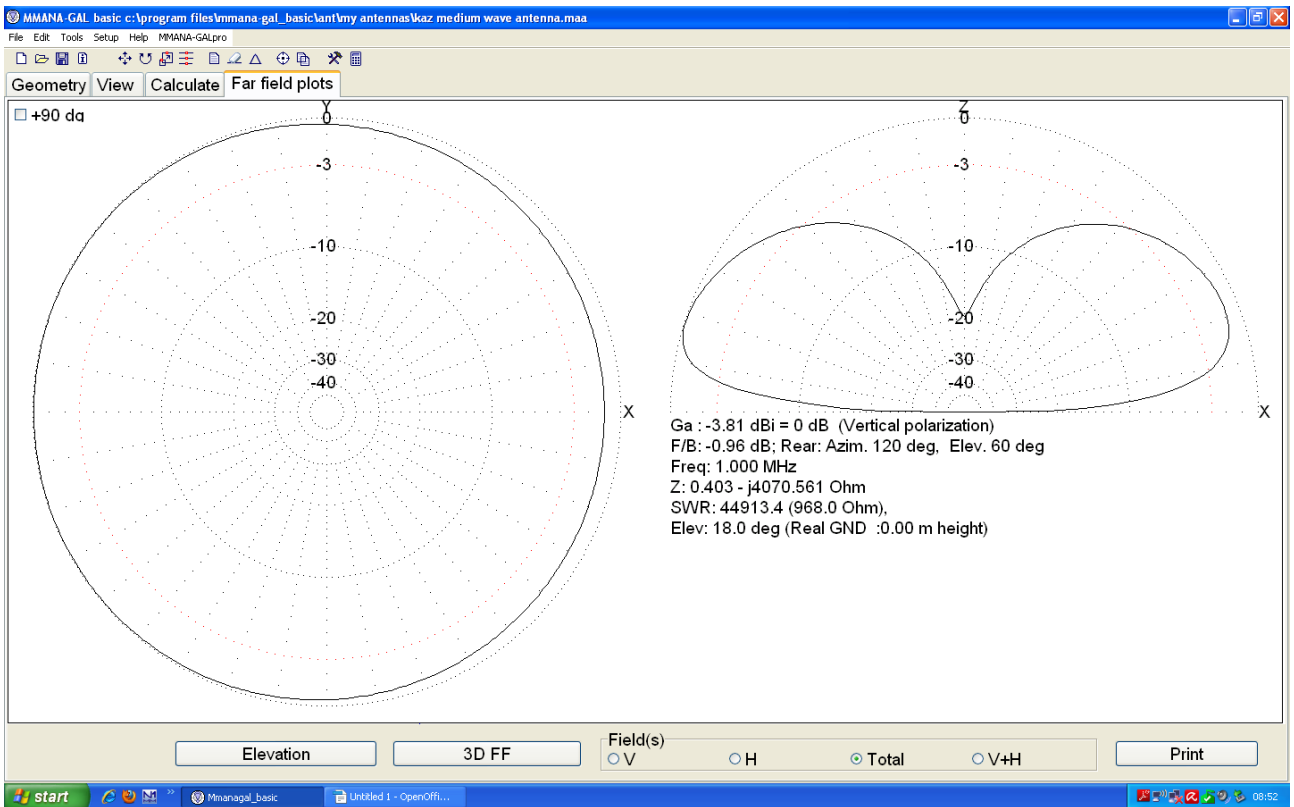 MMANA-GAL basic c:\program files\mmana-gal_basic\ant\my antennas\kaz medium wave antenna.maa
File Edit Tools Setup Help MMANA-GALpro
Geometry View Calculate Far field plots
+90 dg
Y
0
-3
-10
-20
-30
-40
X
Z
0
-3
-10
-20
-30
-40
X
Ga : -3.81 dBi = 0 dB (Vertical polarization)
F/B: -0.96 dB; Rear: Azim. 120 deg, Elev. 60 deg
Freq: 1.000 MHz
Z: 0.403 - j4070.561 Ohm
SWR: 44913.4 (968.0 Ohm),
Elev: 18.0 deg (Real GND :0.00 m height)
Elevation
3D FF
Field(s)
V
H
Total
V+H
Print
start
Mmanagal_basic
Untitled 1 - OpenOffi...
08:52